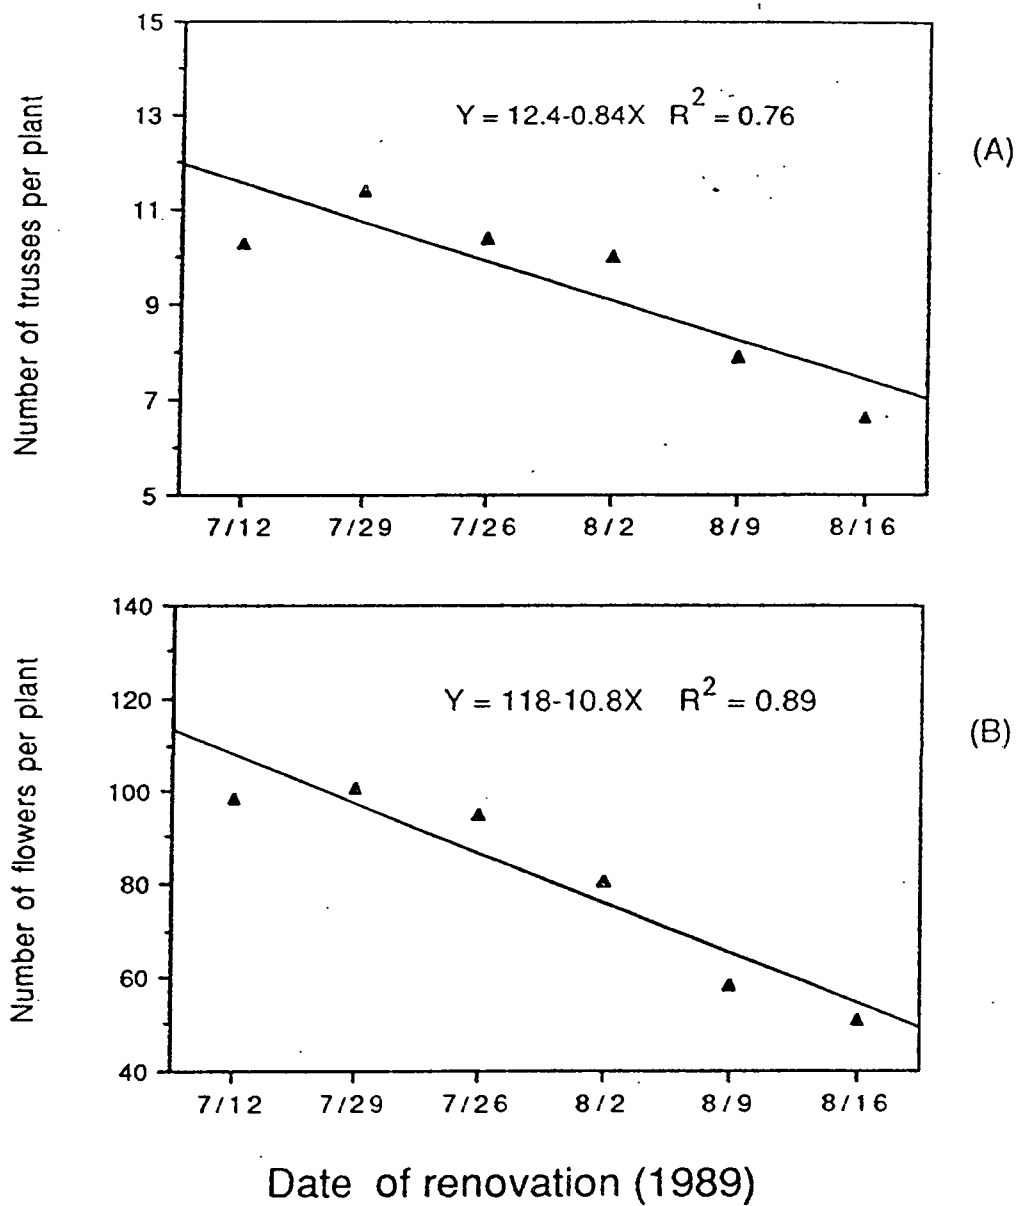 15
13
11
9
7
5
Number of trusses per plant
Y = 12.4-0.84X R² = 0.76
(A)
7/12 7/29 7/26 8/2 8/9 8/16
140
120
100
80
60
40
Number of flowers per plant
Y = 118-10.8X R² = 0.89
(B)
7/12 7/29 7/26 8/2 8/9 8/16
Date of renovation (1989)